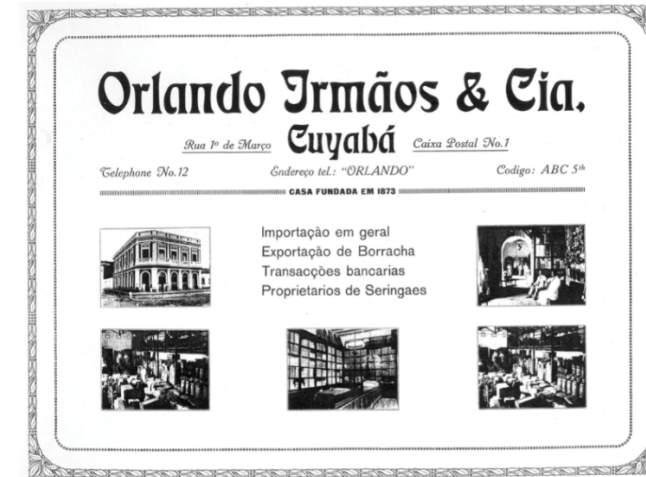 Orlando Irmãos & Cia.
Rua 1º de Março Cuyabá Caixa Postal No. 1
Telephone No. 12 Endereço tel.: "ORLANDO" Codigo: ABC 5th
CASA FUNDADA EM 1873
Importação em geral
Exportação de Borracha
Transacções bancarias
Proprietarios de Seringaes